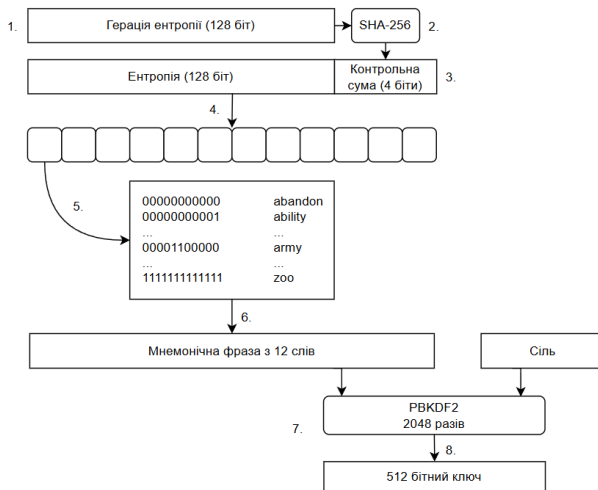 1.
Герація ентропії (128 біт)
SHA-256
2.
Ентропія (128 біт)
Контрольна
сума (4 біти)
3.
4.
5.
00000000000 abandon
00000000001 ability
... ...
00001100000 army
... ...
1111111111111 zoo
6.
Мнемонічна фраза з 12 слів
Сіль
PBKDF2
2048 разів
7.
8.
512 бітний ключ